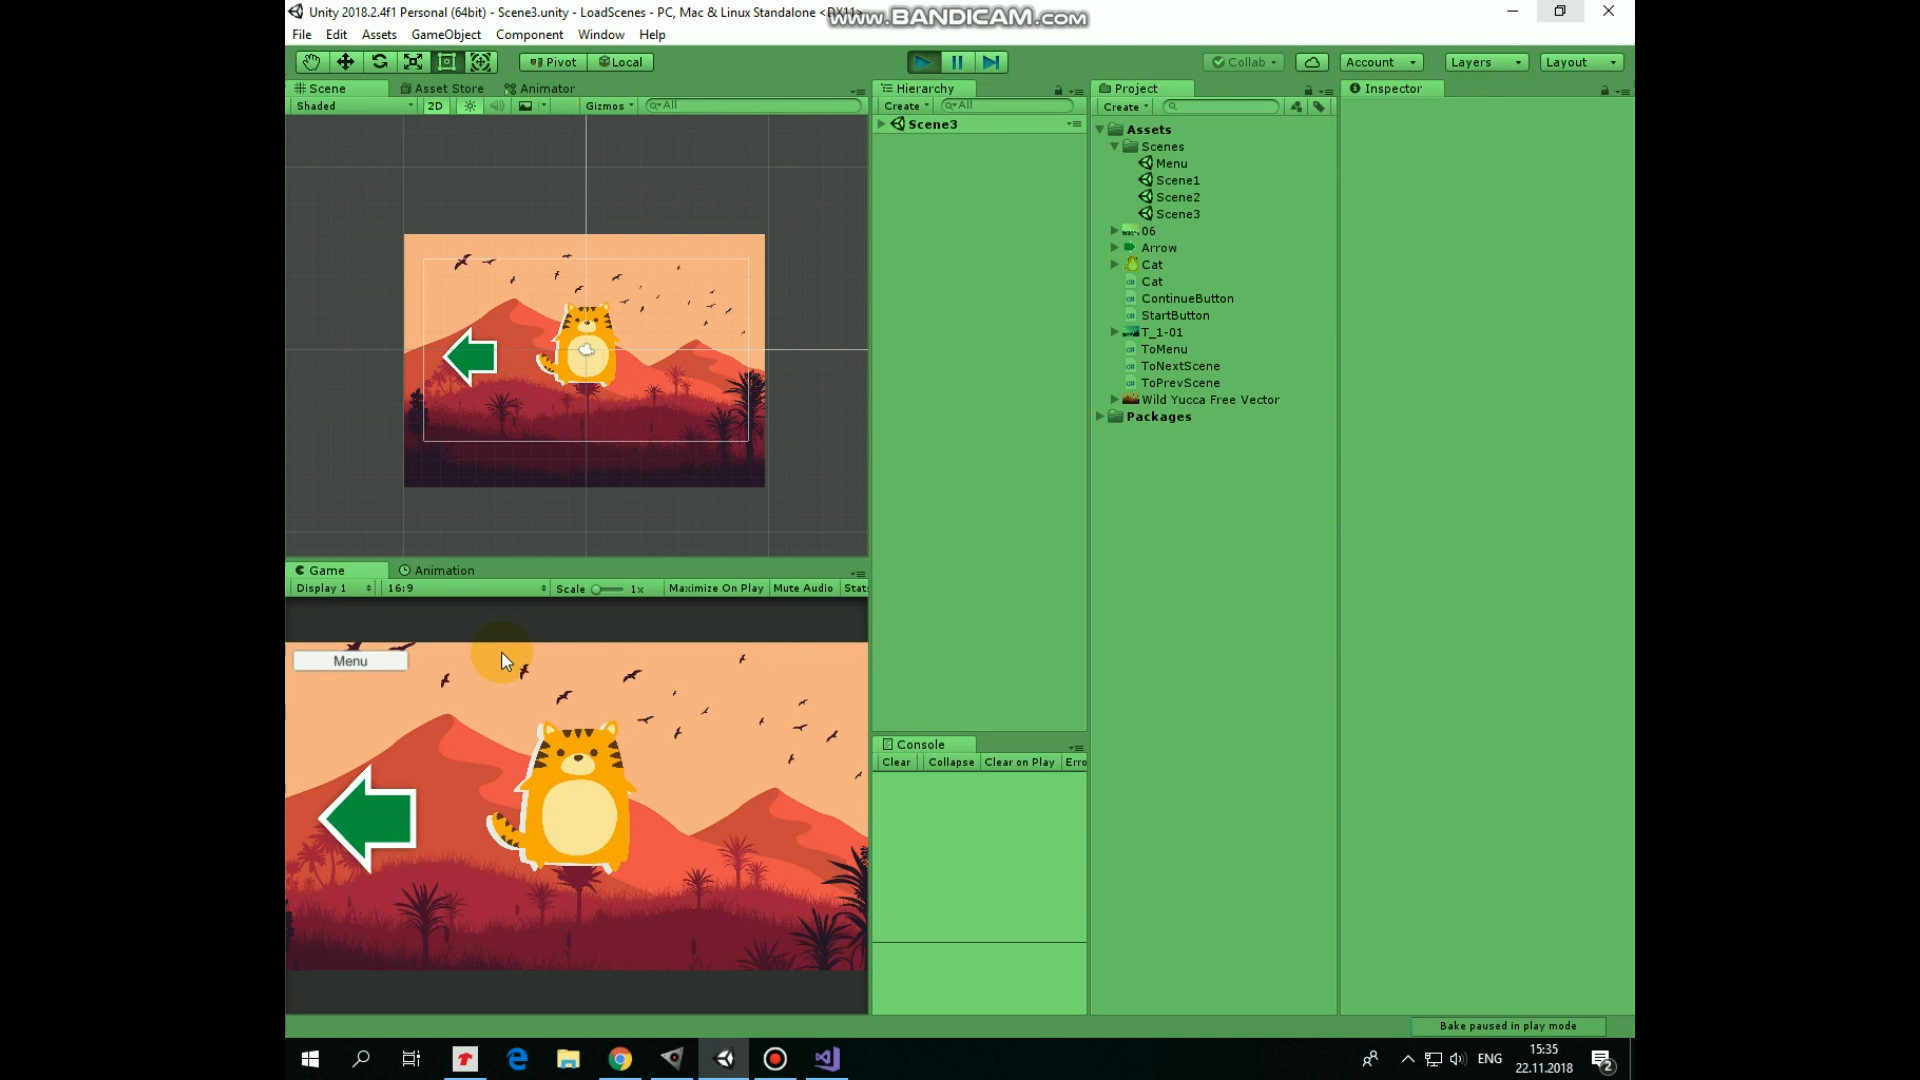 Unity 2018.2.4f1 Personal (64bit) - Scene3.unity - LoadScenes - PC, Mac & Linux Standalone <DX11>
www.BANDICAM.com
File Edit Assets GameObject Component Window Help
Pivot Local Collab Account Layers Layout
Scene Asset Store Animator
Shaded 2D Gizmos All
Hierarchy
Create All
Scene3
Project
Create
Assets
Scenes
Menu
Scene1
Scene2
Scene3
06
Arrow
Cat
Cat
ContinueButton
StartButton
T_1-01
ToMenu
ToNextScene
ToPrevScene
Wild Yucca Free Vector
Packages
Inspector
Game Animation
Display 1 16:9 Scale 1x Maximize On Play Mute Audio Stat
Menu
Console
Clear Collapse Clear on Play Erro
Bake paused in play mode
ENG
15:35
22.11.2018
2